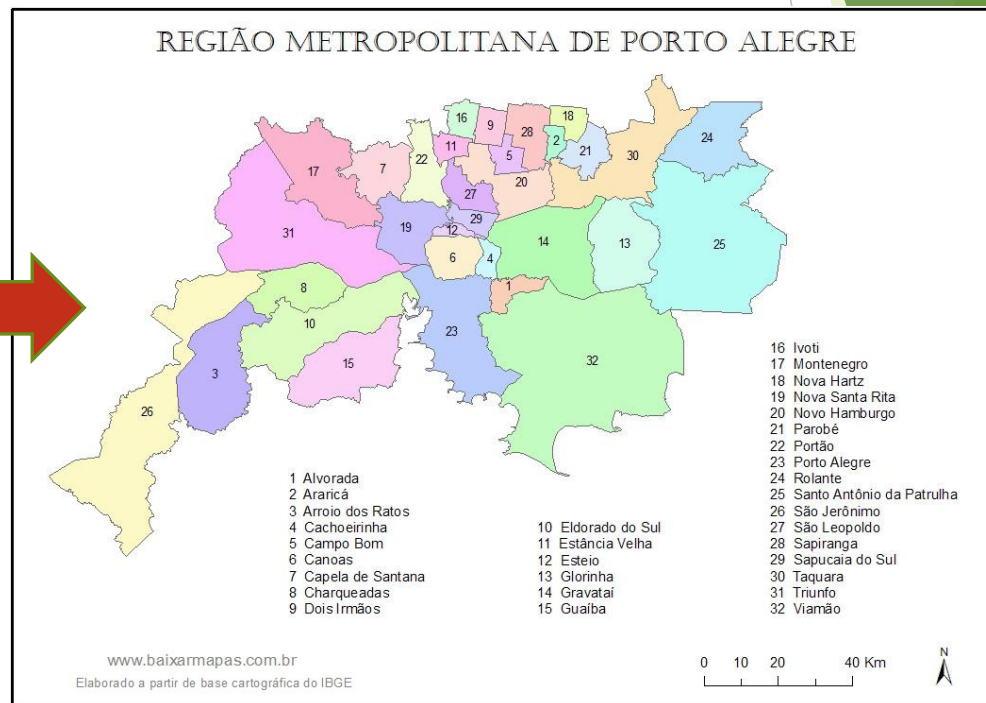 REGIÃO METROPOLITANA DE PORTO ALEGRE
16
9
28
18
2
24
11
5
21
30
22
17
7
20
27
29
19
12
31
14
13
25
6
4
8
1
10
23
15
32
3
26
1 Alvorada
2 Araricá
3 Arroio dos Ratos
4 Cachoeirinha
5 Campo Bom
6 Canoas
7 Capela de Santana
8 Charqueadas
9 Dois Irmãos
10 Eldorado do Sul
11 Estância Velha
12 Esteio
13 Glorinha
14 Gravataí
15 Guaíba
16 Ivoti
17 Montenegro
18 Nova Hartz
19 Nova Santa Rita
20 Novo Hamburgo
21 Parobé
22 Portão
23 Porto Alegre
24 Rolante
25 Santo Antônio da Patrulha
26 São Jerônimo
27 São Leopoldo
28 Sapiranga
29 Sapucaia do Sul
30 Taquara
31 Triunfo
32 Viamão
www.baixarmapas.com.br
Elaborado a partir de base cartográfica do IBGE
0 10 20 40 Km
N